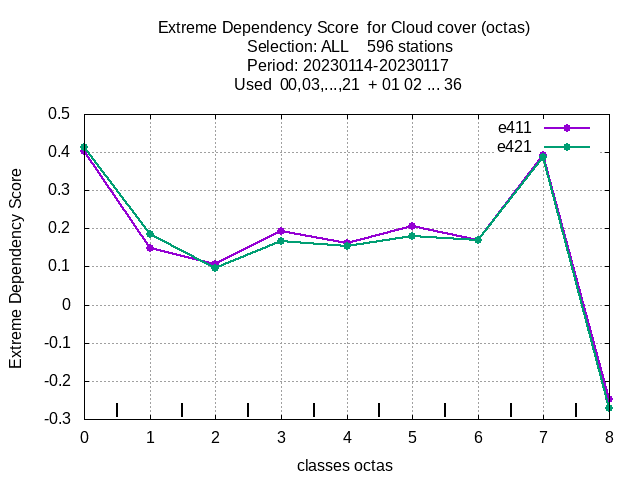 Extreme Dependency Score  for Cloud cover (octas)
Selection: ALL    596 stations
Period: 20230114-20230117
Used  00,03,...,21  + 01 02 ... 36
e411
e421
Extreme Dependency Score
0.5
0.4
0.3
0.2
0.1
0
-0.1
-0.2
-0.3
0 1 2 3 4 5 6 7 8
classes octas